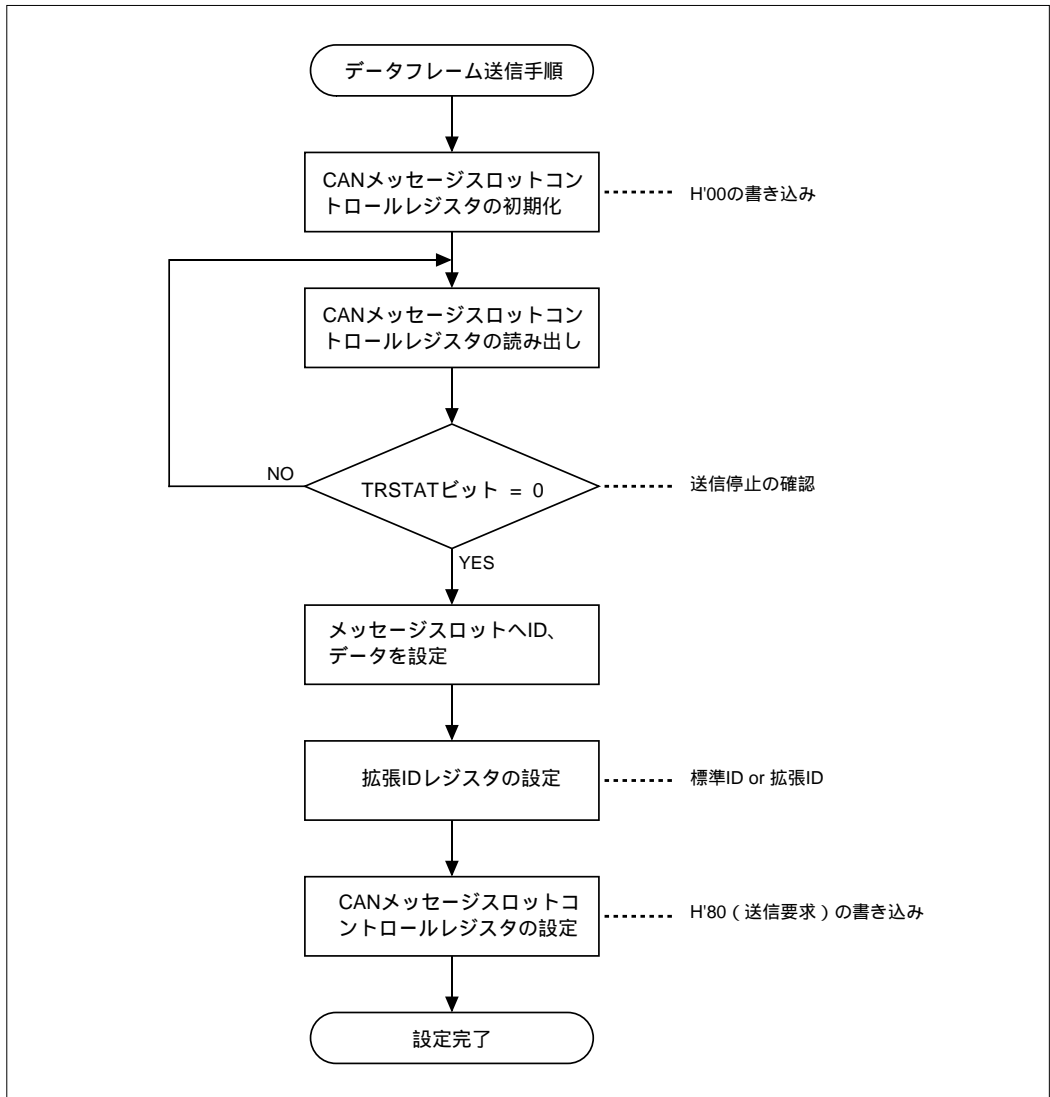 データフレーム送信手順
CANメッセージスロットコン
トロールレジスタの初期化
H'00の書き込み
CANメッセージスロットコン
トロールレジスタの読み出し
NO
TRSTATビット = 0
送信停止の確認
YES
メッセージスロットへID、
データを設定
拡張IDレジスタの設定
標準ID or 拡張ID
CANメッセージスロットコ
ントロールレジスタの設定
H'80（送信要求）の書き込み
設定完了